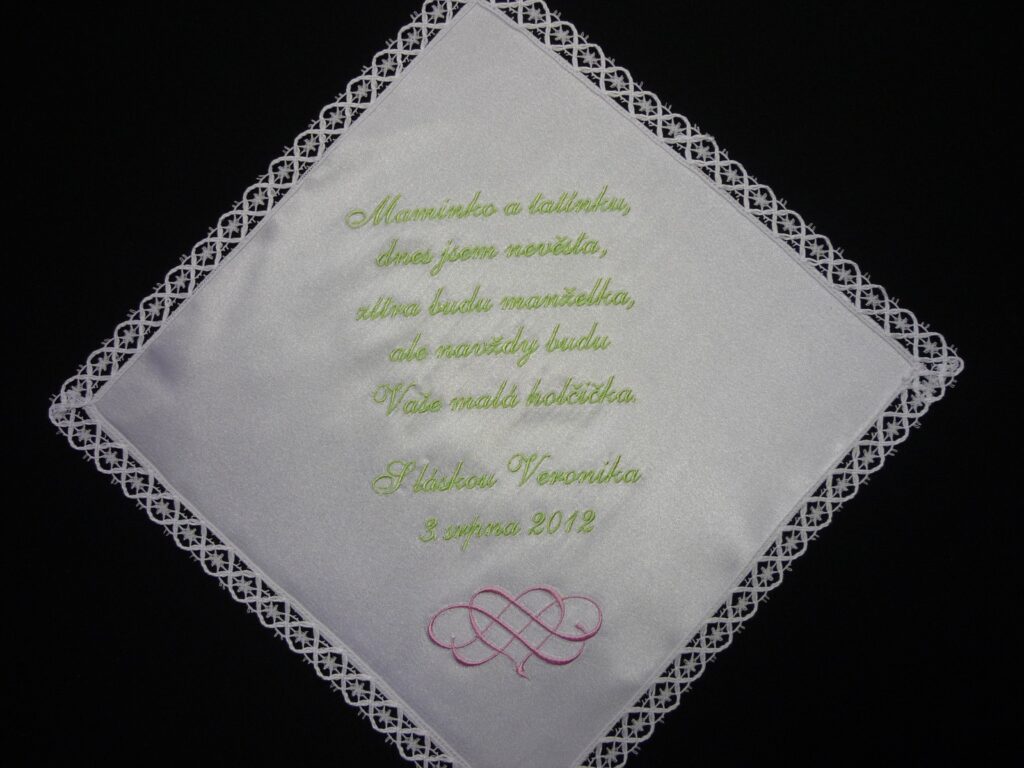 Maminko a tatínku,
dnes jsem nevěsta,
zítra budu manželka,
ale navždy budu
Vaše malá holčička.
S láskou Veronika
3. srpna 2012